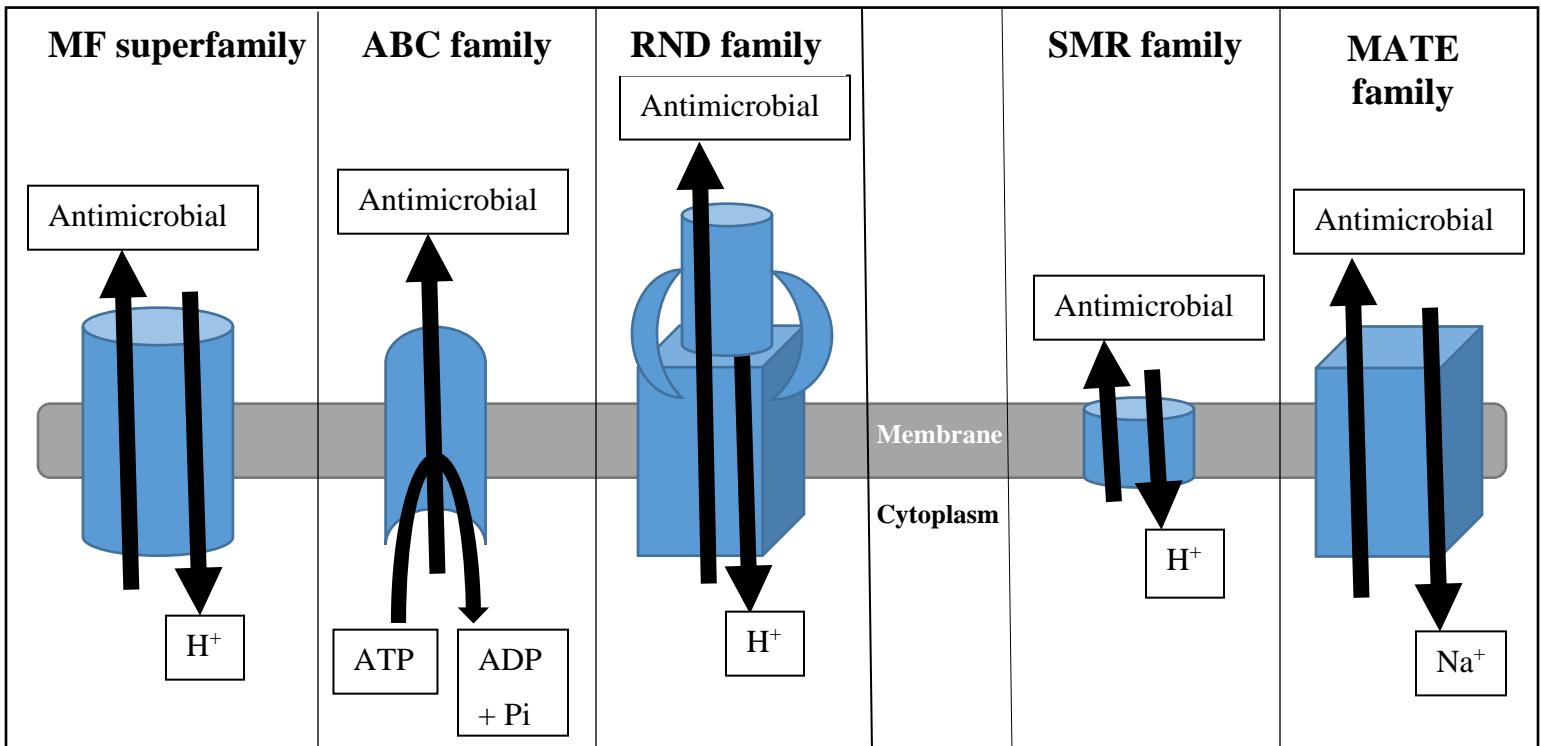 MF superfamily
Antimicrobial
H⁺
ABC family
Antimicrobial
ATP
ADP
+ Pi
RND family
Antimicrobial
H⁺
Membrane
Cytoplasm
SMR family
Antimicrobial
H⁺
MATE
family
Antimicrobial
Na⁺